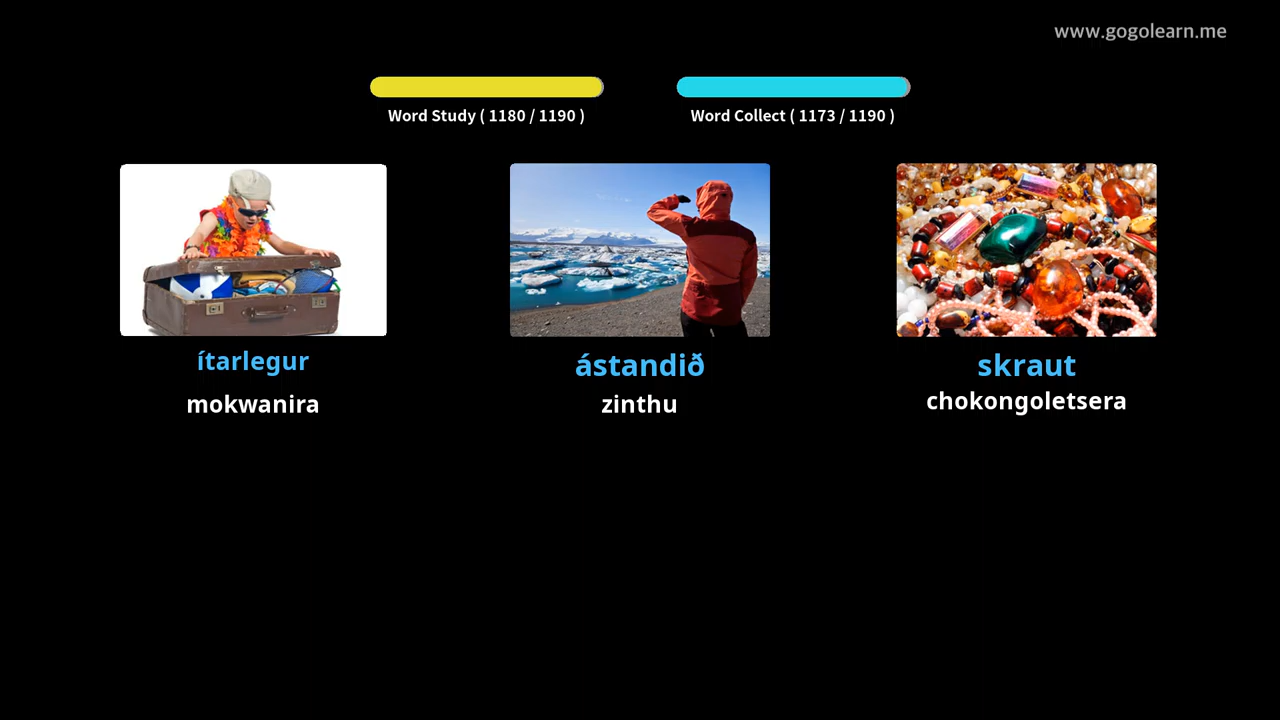 www.gogolearn.me
Word Study ( 1180 / 1190 )
Word Collect ( 1173 / 1190 )
ítarlegur
ástandið
skraut
mokwanira
zinthu
chokongoletsera